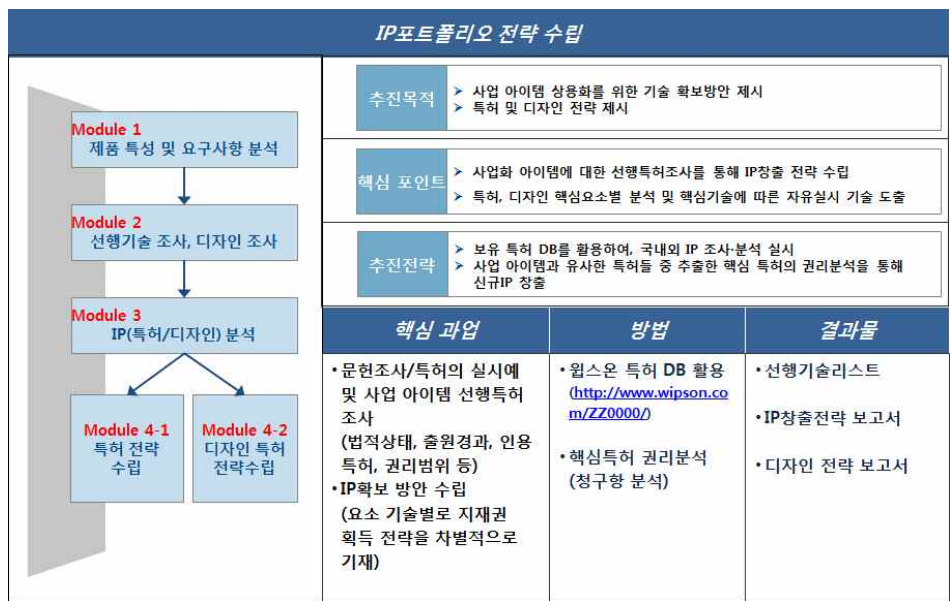 IP포트폴리오 전략 수립
Module 1
제품 특성 및 요구사항 분석
Module 2
선행기술 조사, 디자인 조사
Module 3
IP(특허/디자인) 분석
Module 4-1
특허 전략
수립
Module 4-2
디자인 특허
전략수립
추진목적
➤ 사업 아이템 상용화를 위한 기술 확보방안 제시
➤ 특허 및 디자인 전략 제시
핵심 포인트
➤ 사업화 아이템에 대한 선행특허조사를 통해 IP창출 전략 수립
➤ 특허, 디자인 핵심요소별 분석 및 핵심기술에 따른 자유실시 기술 도출
추진전략
➤ 보유 특허 DB를 활용하여, 국내외 IP 조사·분석 실시
➤ 사업 아이템과 유사한 특허들 중 추출한 핵심 특허의 권리분석을 통해
신규IP 창출
핵심 과업
• 문헌조사/특허의 실시예
및 사업 아이템 선행특허
조사
(법적상태, 출원경과, 인용
특허, 권리범위 등)
• IP확보 방안 수립
(요소 기술별로 지재권
획득 전략을 차별적으로
기재)
방법
• 윕스온 특허 DB 활용
(http://www.wipson.co
m/ZZ0000/)
• 핵심특허 권리분석
(청구항 분석)
결과물
• 선행기술리스트
• IP창출전략 보고서
• 디자인 전략 보고서